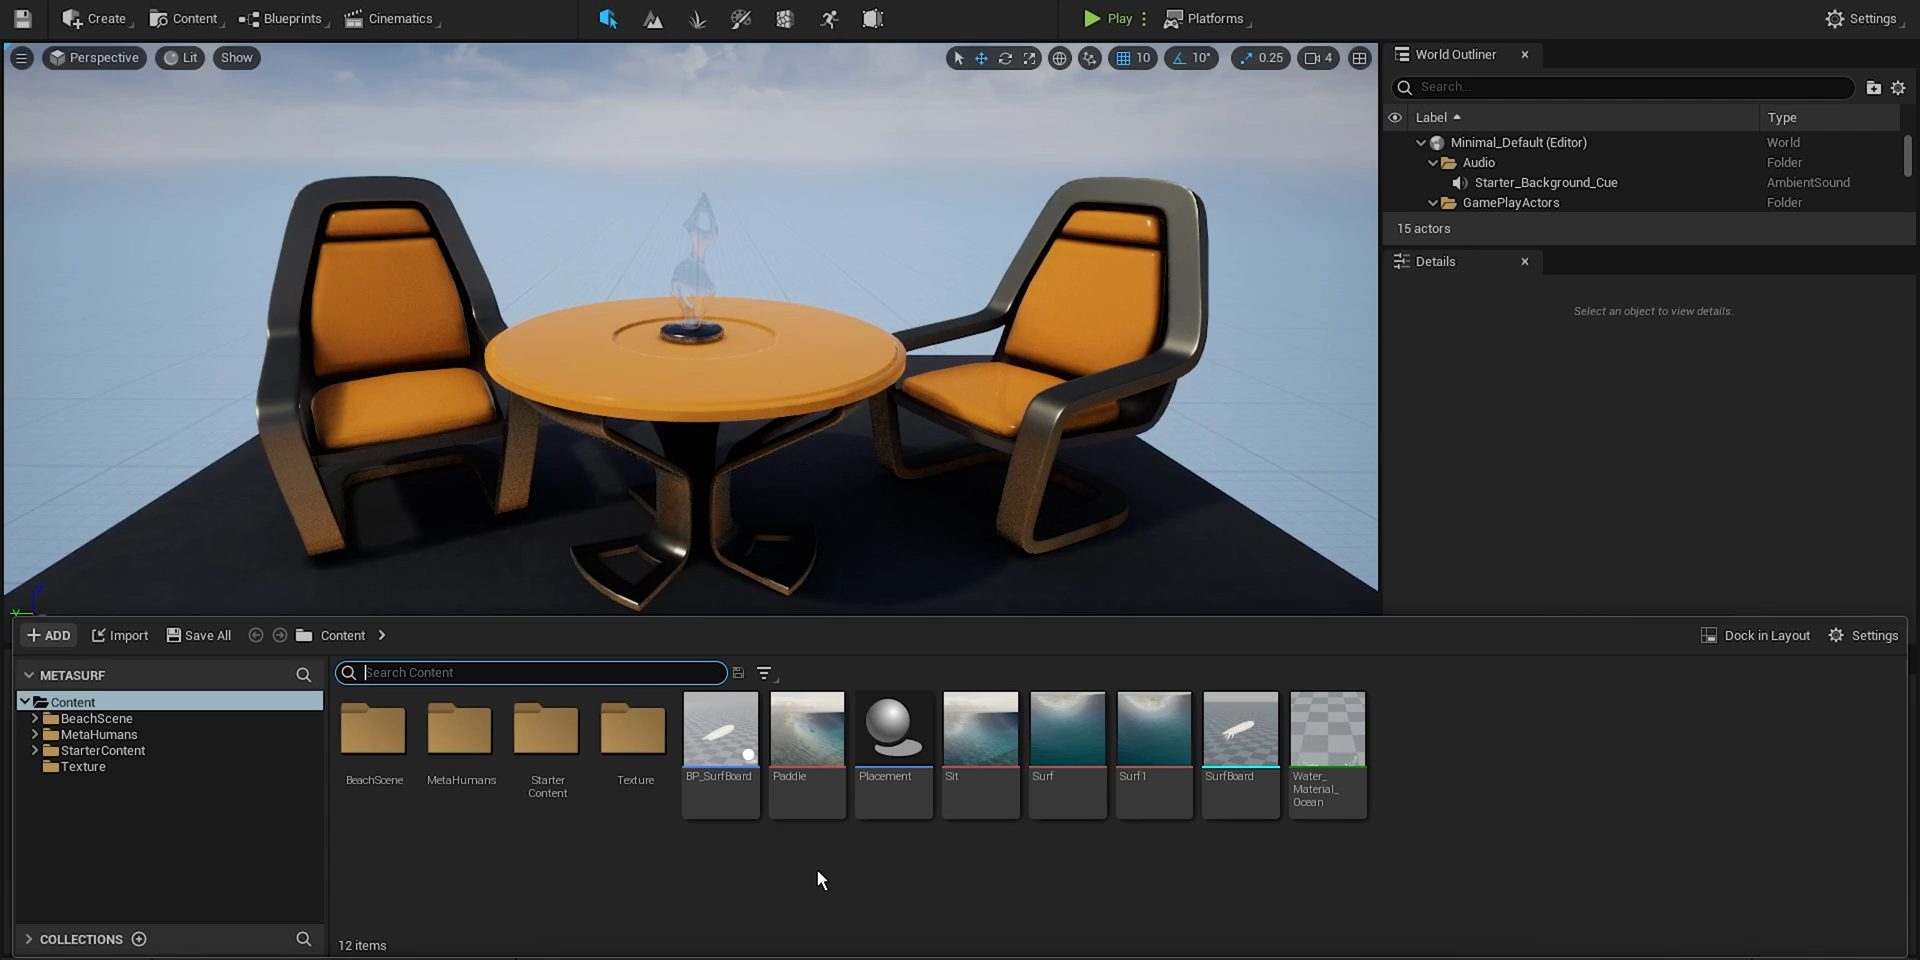 Create
Content
Blueprints
Cinematics
Play
Platforms
Settings
Perspective
Lit
Show
10
10°
0.25
4
World Outliner
Search...
Label
Type
Minimal_Default (Editor)
World
Audio
Folder
Starter_Background_Cue
AmbientSound
GamePlayActors
Folder
15 actors
Details
Select an object to view details.
+ ADD
Import
Save All
Content
Dock in Layout
Settings
METASURF
Search Content
Content
BeachScene
MetaHumans
StarterContent
Texture
BeachScene
MetaHumans
Starter
Content
Texture
BP_SurfBoard
Paddle
Placement
Sit
Surf
Surf1
SurfBoard
Water_
Material_
Ocean
COLLECTIONS
12 items